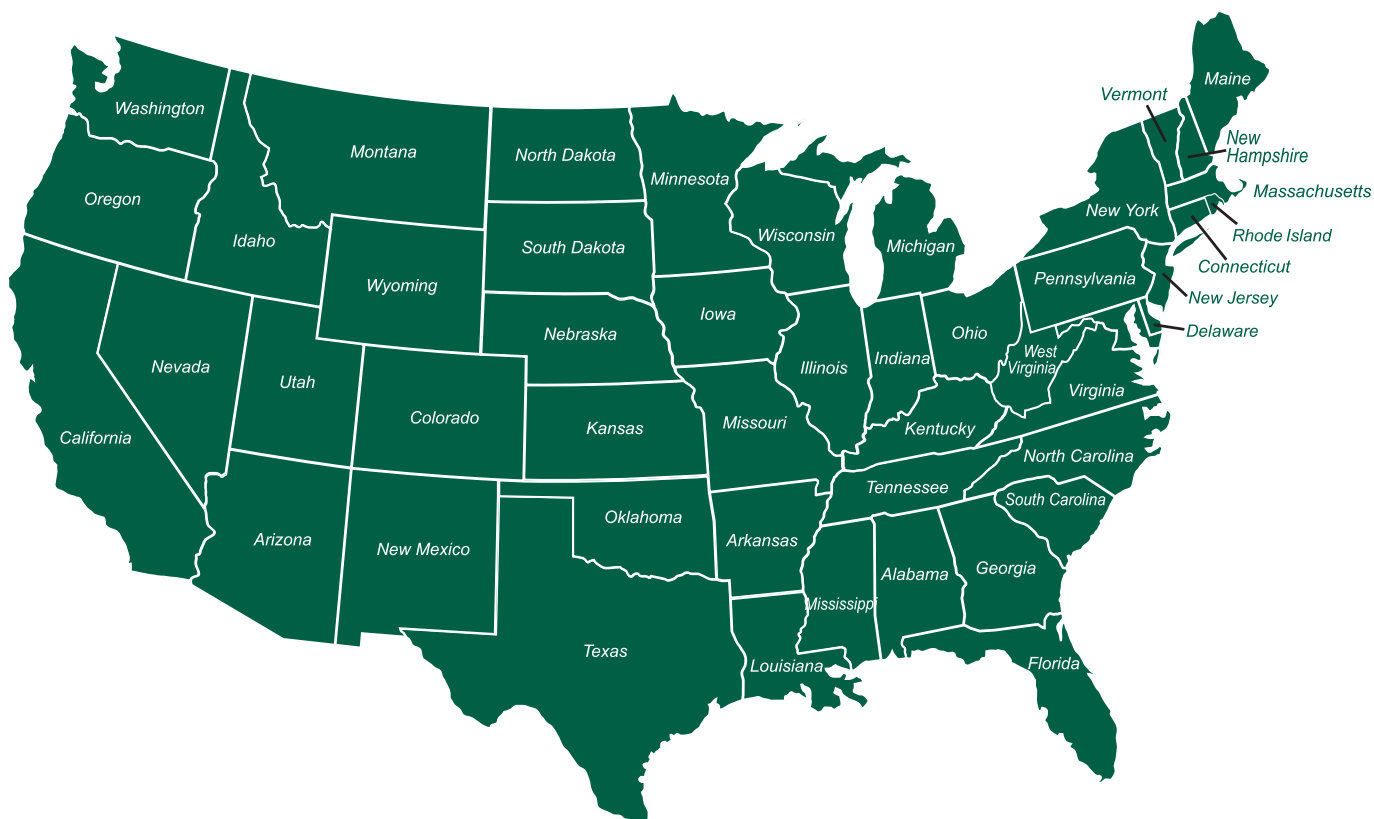 Maine
Vermont
Washington
New
Hampshire
Montana
North Dakota
Minnesota
Massachusetts
Oregon
New York
Idaho
Wisconsin
Rhode Island
South Dakota
Michigan
Connecticut
Wyoming
Pennsylvania
New Jersey
Iowa
Nebraska
Ohio
Delaware
West
Virginia
Indiana
Nevada
Illinois
Utah
Virginia
Colorado
Missouri
Kansas
Kentucky
California
North Carolina
Tennessee
South Carolina
Oklahoma
Arizona
Arkansas
New Mexico
Georgia
Alabama
Mississippi
Texas
Florida
Louisiana